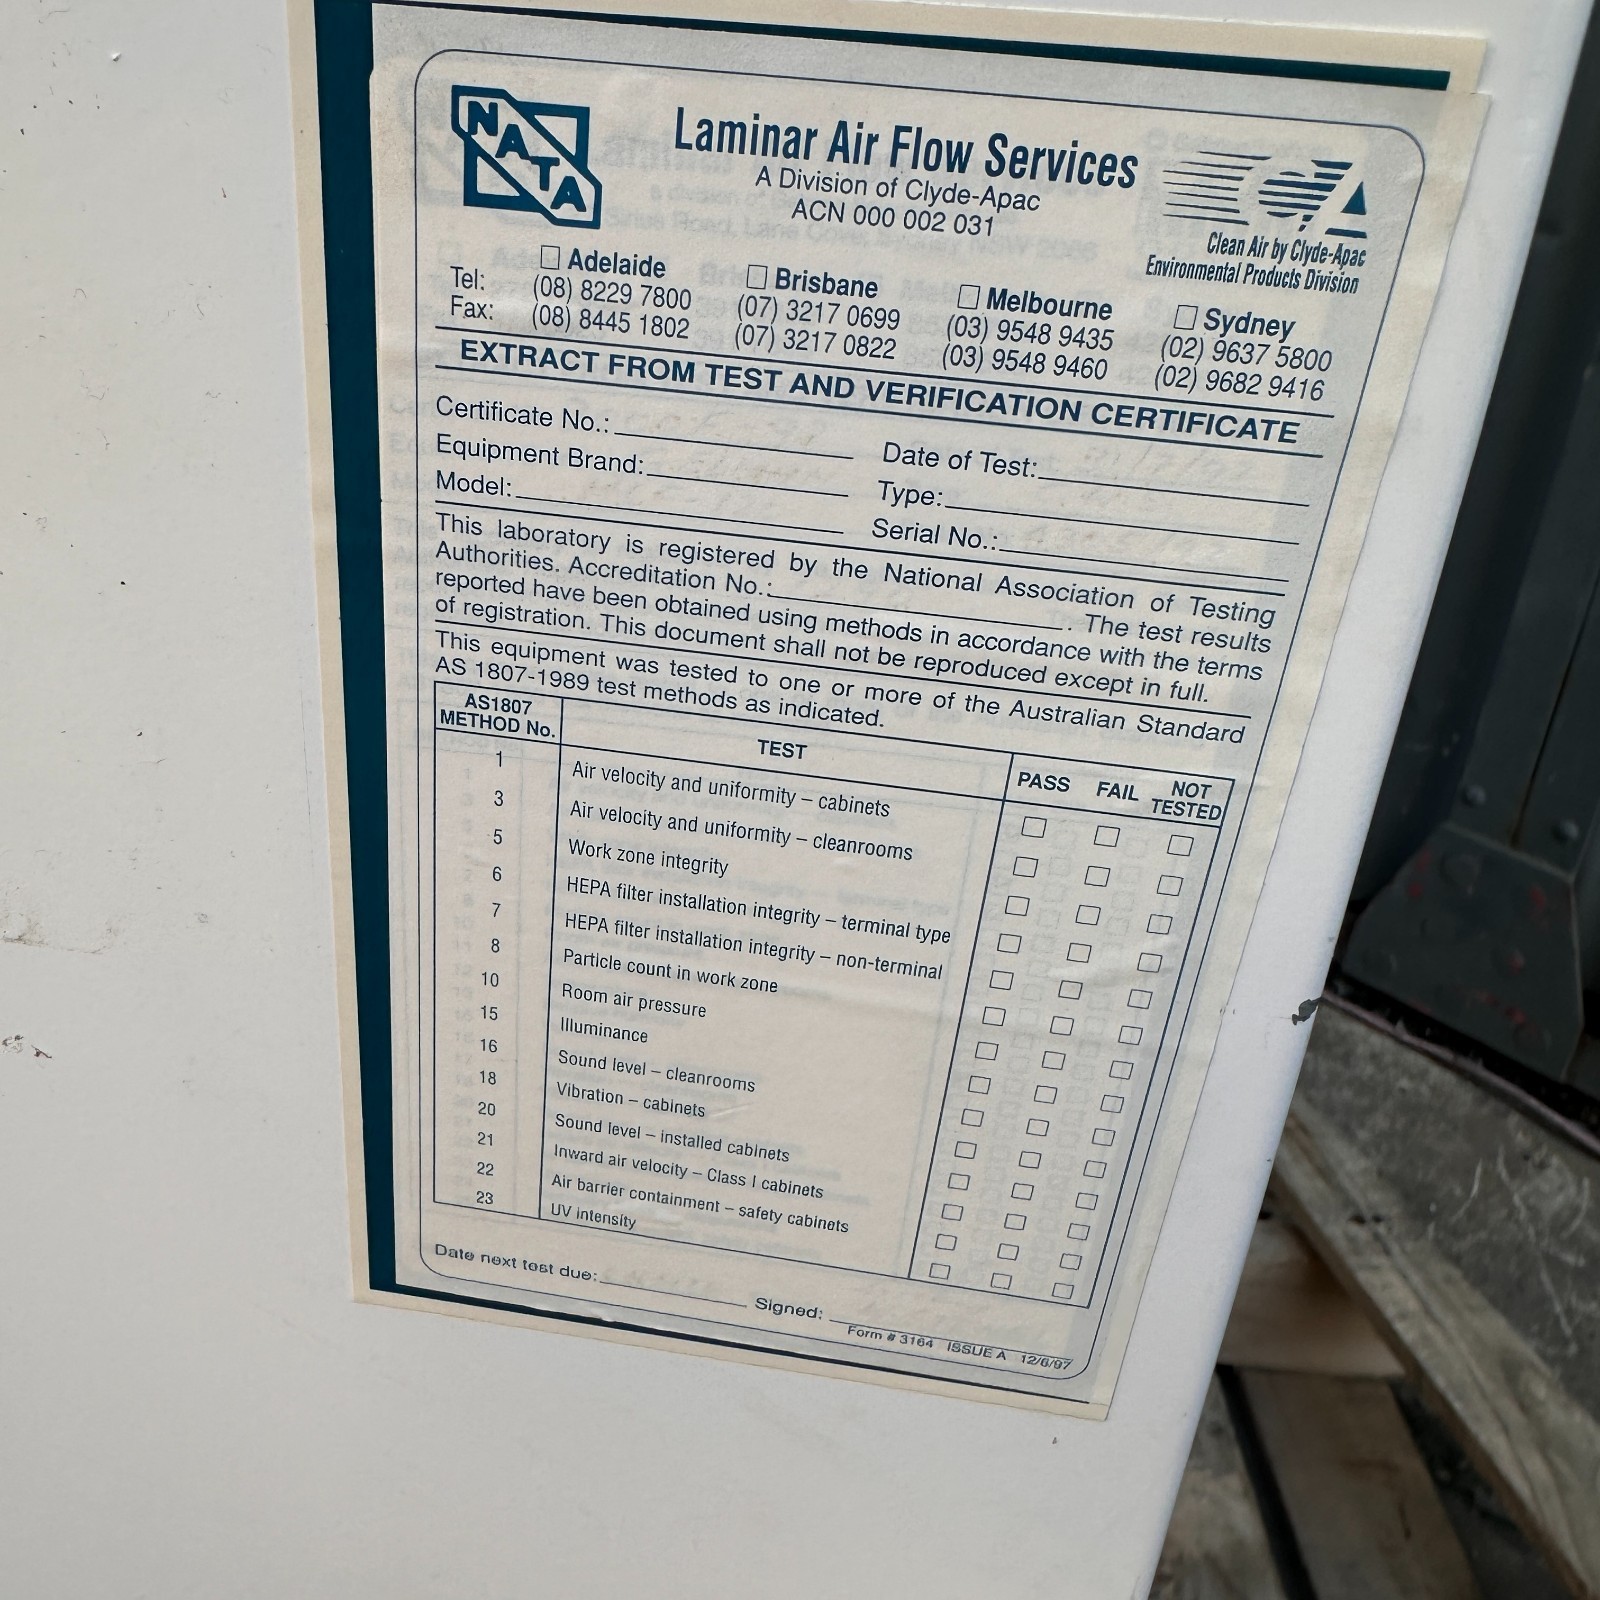 NATA
Laminar Air Flow Services
A Division of Clyde-Apac
ACN 000 002 031
Clean Air by Clyde-Apac
Environmental Products Division
Adelaide Brisbane Melbourne Sydney
Tel: (08) 8229 7800 (07) 3217 0699 (03) 9548 9435 (02) 9637 5800
Fax: (08) 8445 1802 (07) 3217 0822 (03) 9548 9460 (02) 9682 9416
EXTRACT FROM TEST AND VERIFICATION CERTIFICATE
Certificate No.: Date of Test:
Equipment Brand: Type:
Model: Serial No.:
This laboratory is registered by the National Association of Testing
Authorities. Accreditation No.: . The test results
reported have been obtained using methods in accordance with the terms
of registration. This document shall not be reproduced except in full.
This equipment was tested to one or more of the Australian Standard
AS 1807-1989 test methods as indicated.
AS1807
METHOD No. TEST PASS FAIL NOT
TESTED
1 Air velocity and uniformity – cabinets
3 Air velocity and uniformity – cleanrooms
5 Work zone integrity
6 HEPA filter installation integrity – terminal type
7 HEPA filter installation integrity – non-terminal
8 Particle count in work zone
10 Room air pressure
15 Illuminance
16 Sound level – cleanrooms
18 Vibration – cabinets
20 Sound level – installed cabinets
21 Inward air velocity – Class I cabinets
22 Air barrier containment – safety cabinets
23 UV intensity
Date next test due: Signed:
Form # 3164 ISSUE A 12/6/97